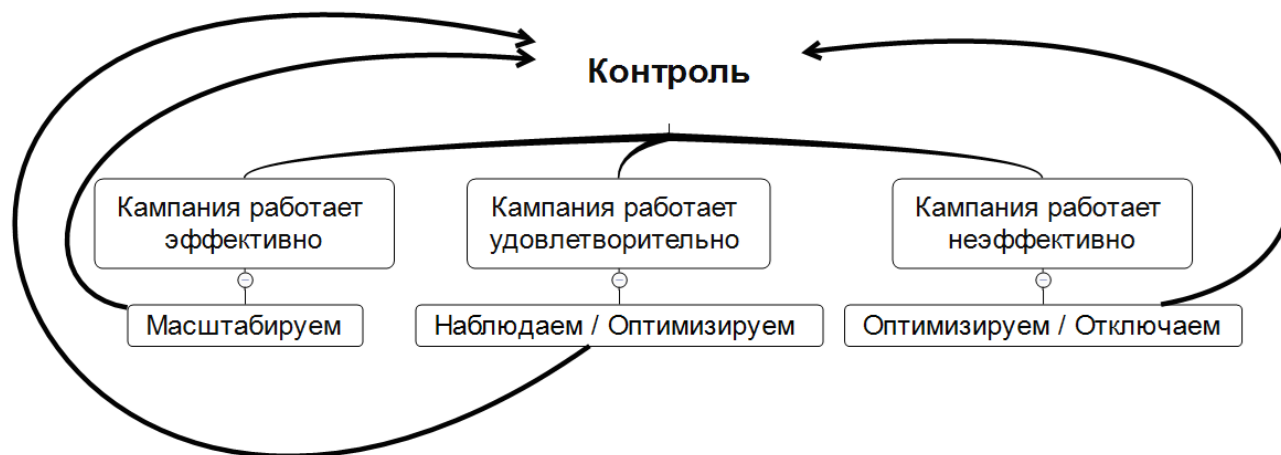 Контроль
Кампания работает
эффективно
Кампания работает
удовлетворительно
Кампания работает
неэффективно
Масштабируем
Наблюдаем / Оптимизируем
Оптимизируем / Отключаем